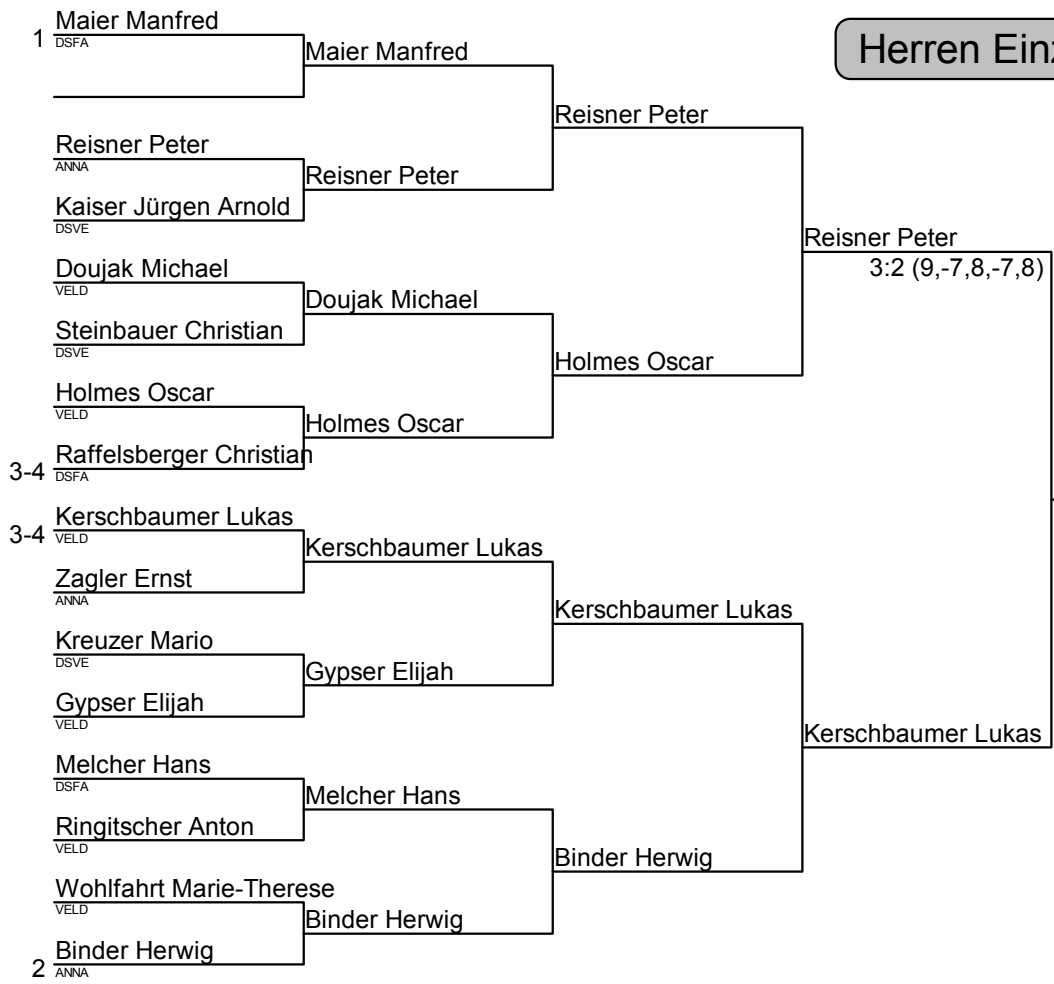 Maier Manfred
1 DSFA
Maier Manfred
Herren Einz
Reisner Peter
Reisner Peter
ANNA
Reisner Peter
Kaiser Jürgen Arnold
DSVE
Reisner Peter
3:2 (9,-7,8,-7,8)
Doujak Michael
VELD
Doujak Michael
Steinbauer Christian
DSVE
Holmes Oscar
Holmes Oscar
VELD
Holmes Oscar
Raffelsberger Christian
3-4 DSFA
Kerschbaumer Lukas
3-4 VELD
Kerschbaumer Lukas
Zagler Ernst
ANNA
Kerschbaumer Lukas
Kreuzer Mario
DSVE
Gypser Elijah
Gypser Elijah
VELD
Kerschbaumer Lukas
Melcher Hans
DSFA
Melcher Hans
Ringitscher Anton
VELD
Binder Herwig
Wohlfahrt Marie-Therese
VELD
Binder Herwig
Binder Herwig
2 ANNA